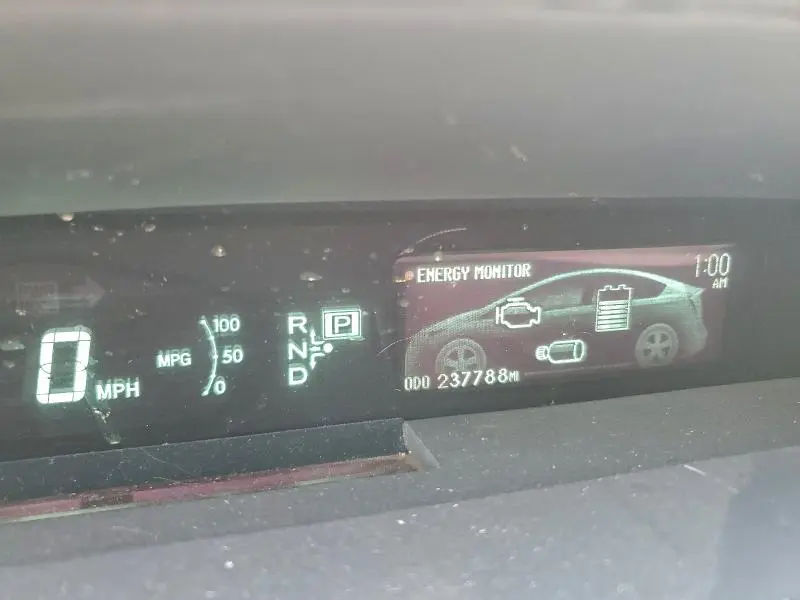 ENERGY MONITOR
1:00
AM
0 MPH
MPG
100
50
0
R
N
D
P
ODO 237788MI